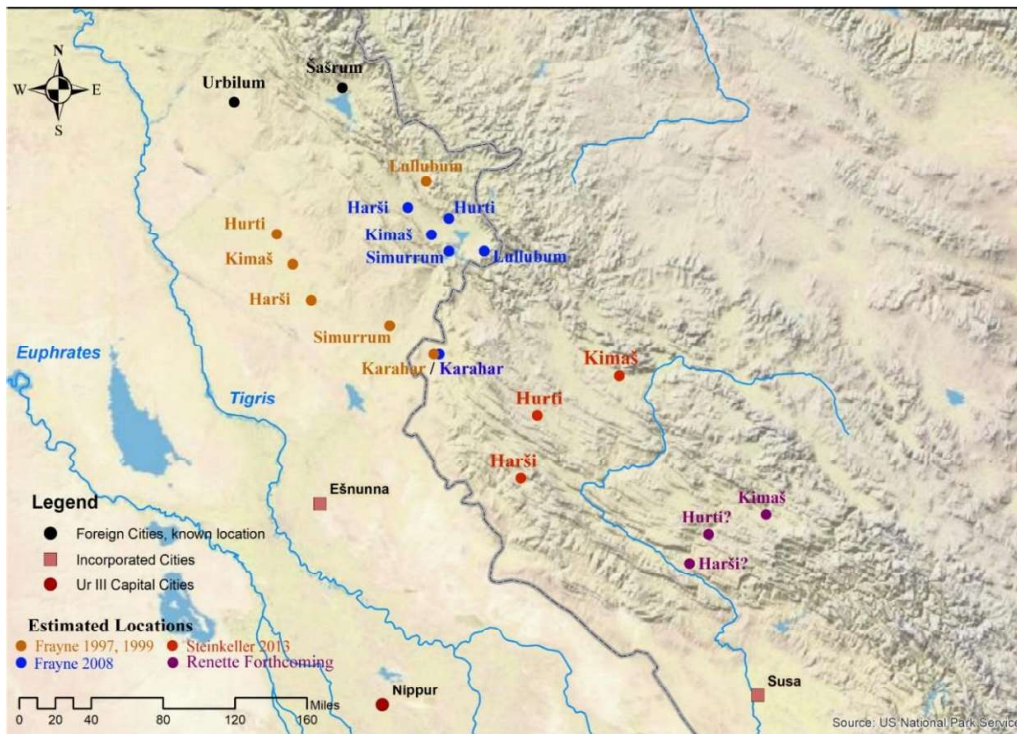 N
W E
S
Urbilum
Šašrum
Lullubum
Harši
Hurti
Hurti
Kimaš
Simurrum
Lullubum
Kimaš
Harši
Simurrum
Karahar / Karahar
Kimaš
Hurti
Harši
Euphrates
Tigris
Ešnunna
Kimaš
Hurti?
Harši?
Susa
Nippur
Legend
Foreign Cities, known location
Incorporated Cities
Ur III Capital Cities
Estimated Locations
Frayne 1997, 1999
Steinkeller 2013
Frayne 2008
Renette Forthcoming
Miles
0 20 40 80 120 160
Source: US National Park Service